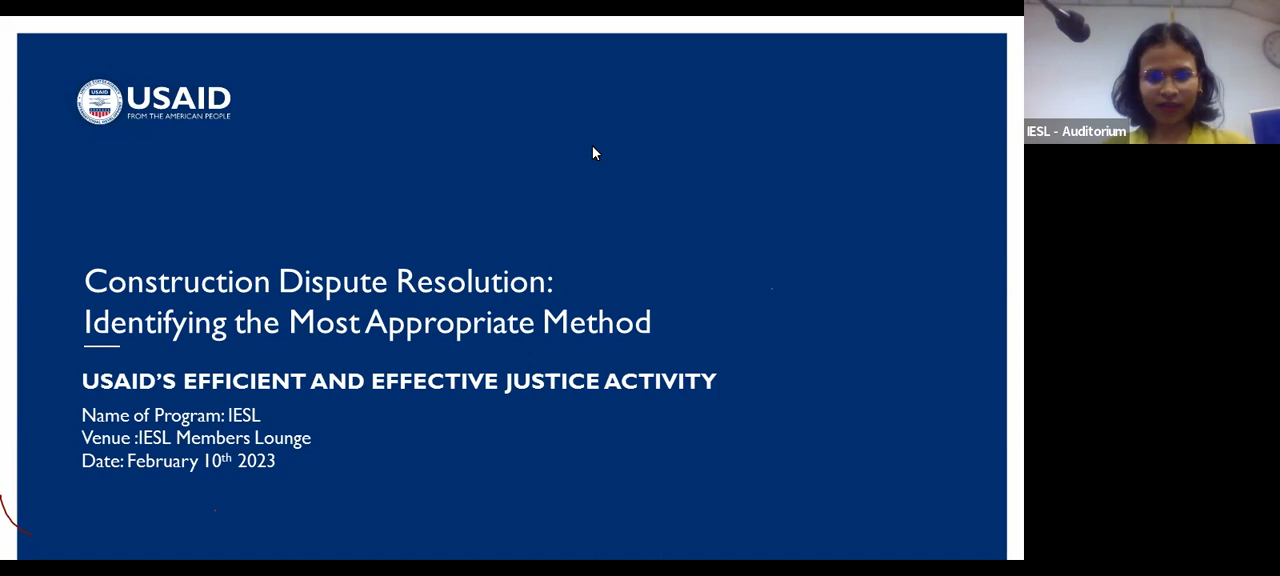 USAID
USAID
FROM THE AMERICAN PEOPLE
Construction Dispute Resolution:
Identifying the Most Appropriate Method
USAID'S EFFICIENT AND EFFECTIVE JUSTICE ACTIVITY
Name of Program: IESL
Venue :IESL Members Lounge
Date: February 10th 2023
IESL - Auditorium